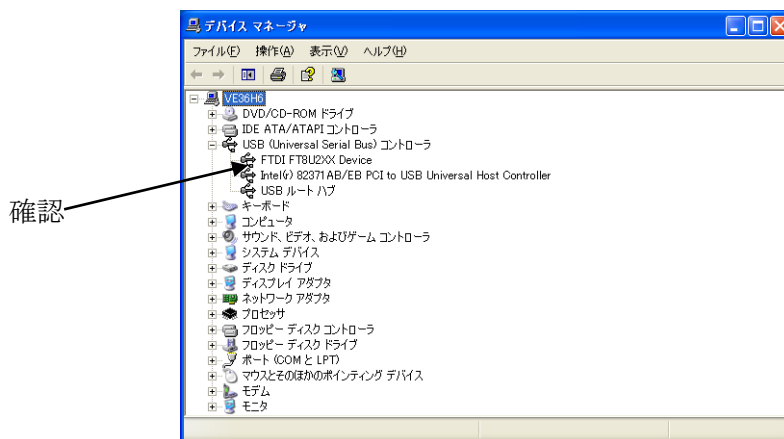 デバイス マネージャ
ファイル(F) 操作(A) 表示(V) ヘルプ(H)
VE36H6
DVD/CD-ROM ドライブ
IDE ATA/ATAPI コントローラ
USB (Universal Serial Bus) コントローラ
FTDI FT8U2XX Device
Intel(r) 82371AB/EB PCI to USB Universal Host Controller
USB ルート ハブ
確認
キーボード
コンピュータ
サウンド、ビデオ、およびゲーム コントローラ
システム デバイス
ディスク ドライブ
ディスプレイ アダプタ
ネットワーク アダプタ
プロセッサ
フロッピー ディスク コントローラ
フロッピー ディスク ドライブ
ポート (COM と LPT)
マウスとそのほかのポインティング デバイス
モデム
モニタ